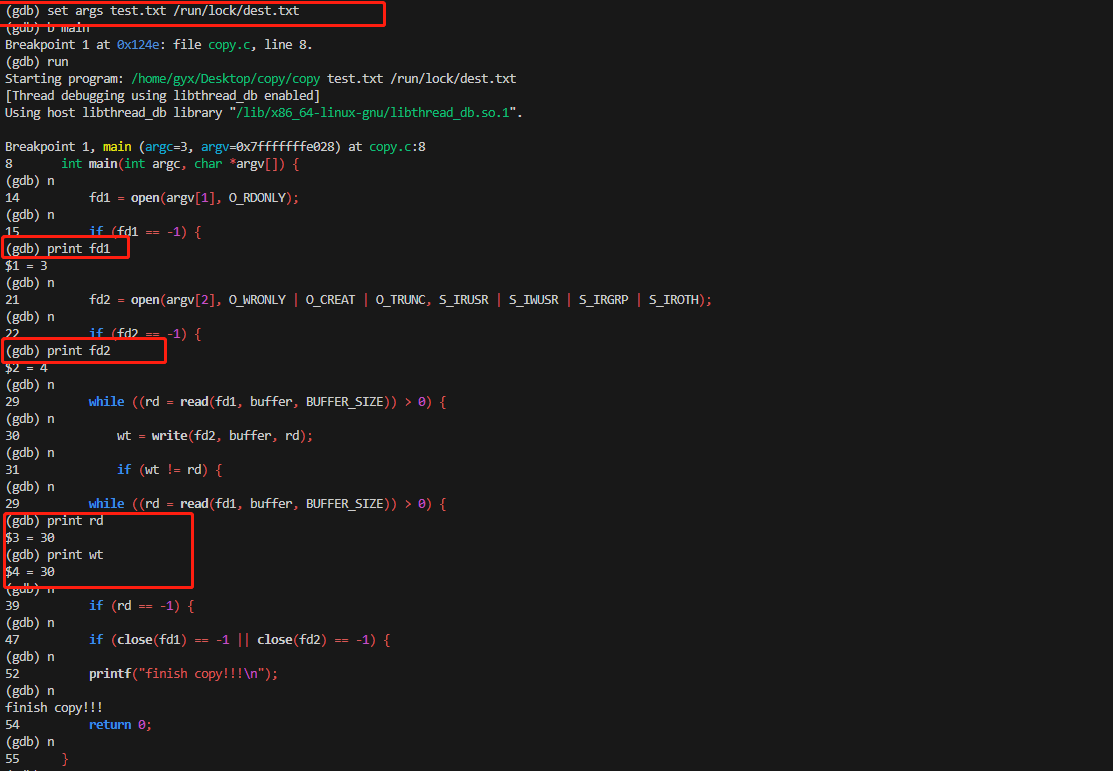 (gdb) set args test.txt /run/lock/dest.txt
(gdb) b main
Breakpoint 1 at 0x124e: file copy.c, line 8.
(gdb) run
Starting program: /home/gyx/Desktop/copy/copy test.txt /run/lock/dest.txt
[Thread debugging using libthread_db enabled]
Using host libthread_db library "/lib/x86_64-linux-gnu/libthread_db.so.1".
Breakpoint 1, main (argc=3, argv=0x7fffffffe028) at copy.c:8
8 int main(int argc, char *argv[]) {
(gdb) n
14 fd1 = open(argv[1], O_RDONLY);
(gdb) n
15 if (fd1 == -1) {
(gdb) print fd1
$1 = 3
(gdb) n
21 fd2 = open(argv[2], O_WRONLY | O_CREAT | O_TRUNC, S_IRUSR | S_IWUSR | S_IRGRP | S_IROTH);
(gdb) n
22 if (fd2 == -1) {
(gdb) print fd2
$2 = 4
(gdb) n
29 while ((rd = read(fd1, buffer, BUFFER_SIZE)) > 0) {
(gdb) n
30 wt = write(fd2, buffer, rd);
(gdb) n
31 if (wt != rd) {
(gdb) n
29 while ((rd = read(fd1, buffer, BUFFER_SIZE)) > 0) {
(gdb) print rd
$3 = 30
(gdb) print wt
$4 = 30
(gdb) n
39 if (rd == -1) {
(gdb) n
47 if (close(fd1) == -1 || close(fd2) == -1) {
(gdb) n
52 printf("finish copy!!!\n");
(gdb) n
finish copy!!!
54 return 0;
(gdb) n
55 }